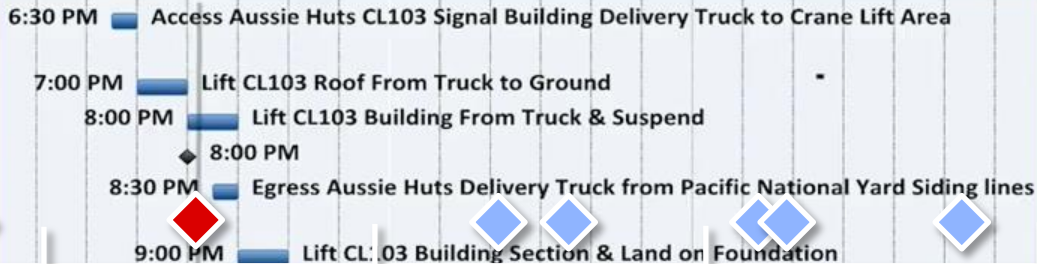 6:30 PM Access Aussie Huts CL103 Signal Building Delivery Truck to Crane Lift Area
7:00 PM Lift CL103 Roof From Truck to Ground
8:00 PM Lift CL103 Building From Truck & Suspend
8:00 PM
8:30 PM Egress Aussie Huts Delivery Truck from Pacific National Yard Siding lines
9:00 PM Lift CL103 Building Section & Land on Foundation